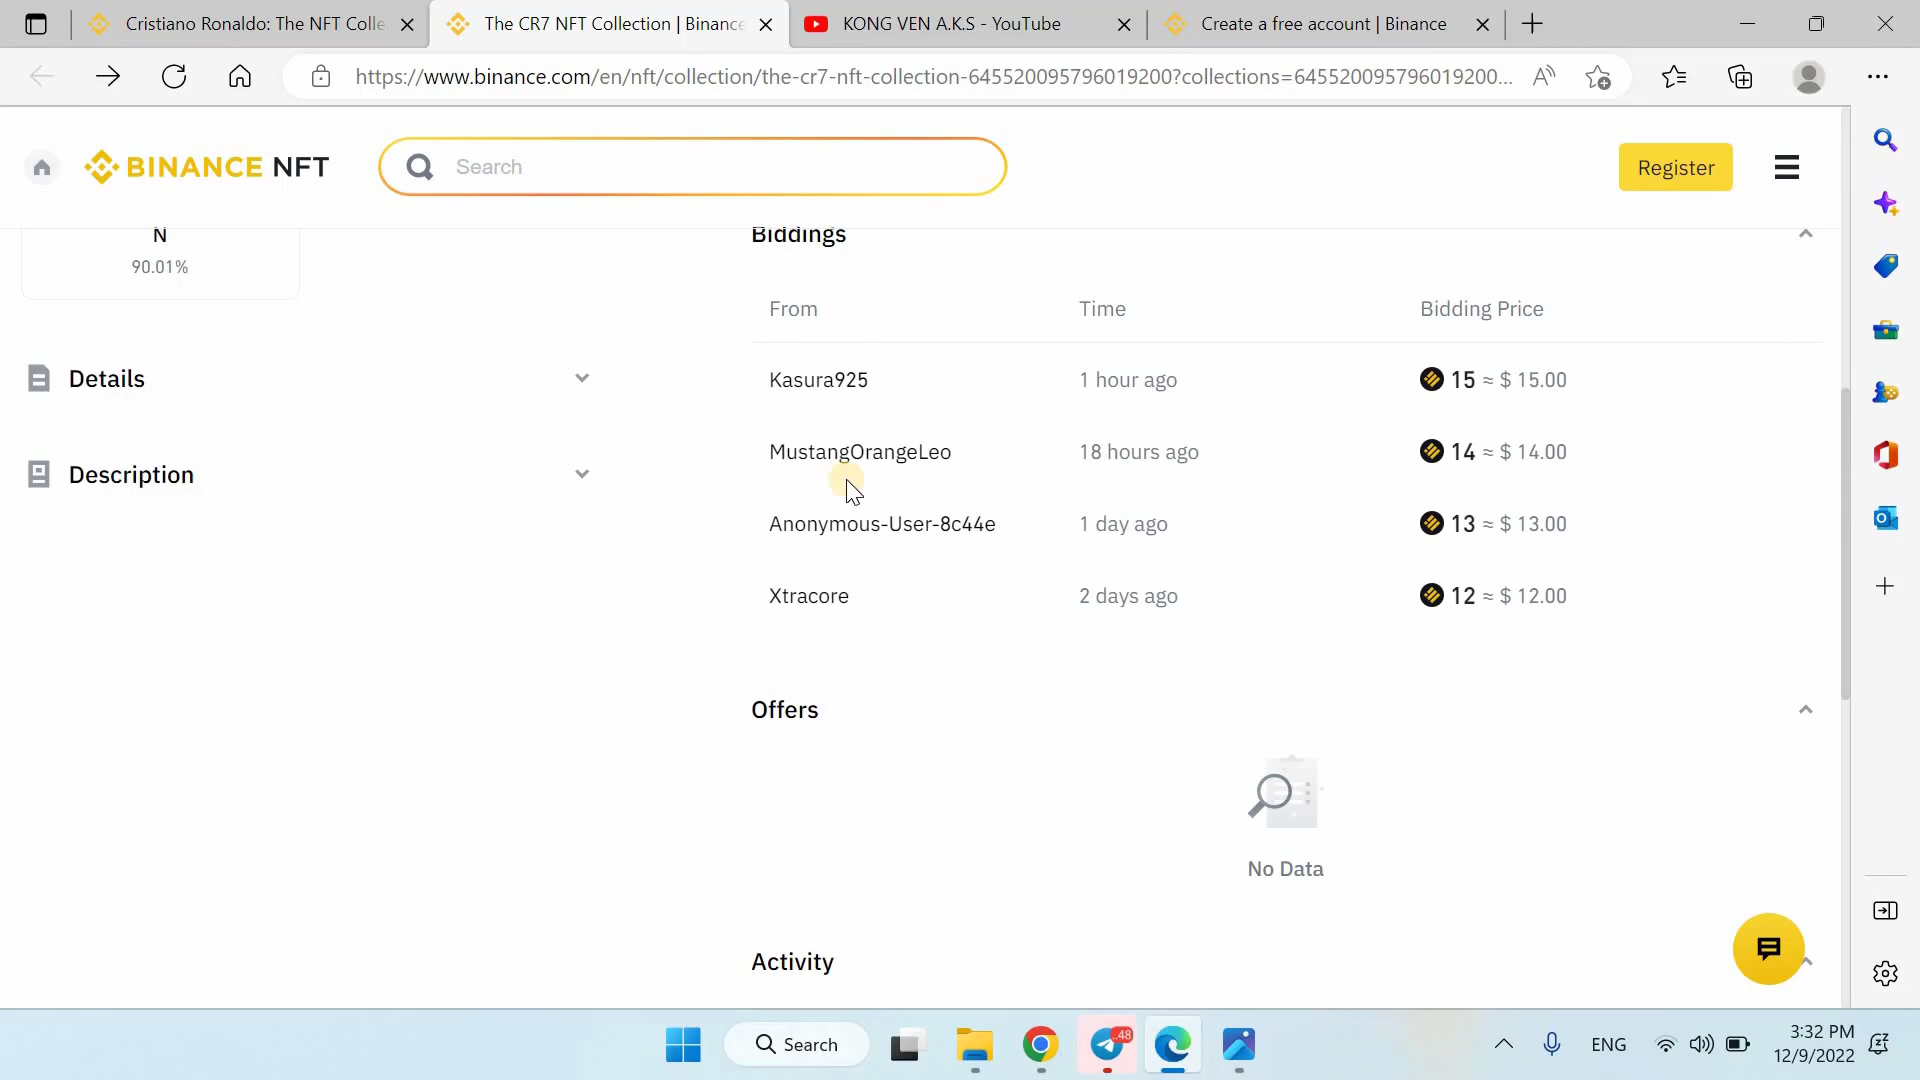 Cristiano Ronaldo: The NFT Colle
The CR7 NFT Collection | Binance
KONG VEN A.K.S - YouTube
Create a free account | Binance
https://www.binance.com/en/nft/collection/the-cr7-nft-collection-645520095796019200?collections=645520095796019200...
BINANCE NFT
Search
Register
N
90.01%
Details
Description
Biddings
From Time Bidding Price
Kasura925 1 hour ago 15 ≈ $ 15.00
MustangOrangeLeo 18 hours ago 14 ≈ $ 14.00
Anonymous-User-8c44e 1 day ago 13 ≈ $ 13.00
Xtracore 2 days ago 12 ≈ $ 12.00
Offers
No Data
Activity
Search
.48
ENG
3:32 PM
12/9/2022